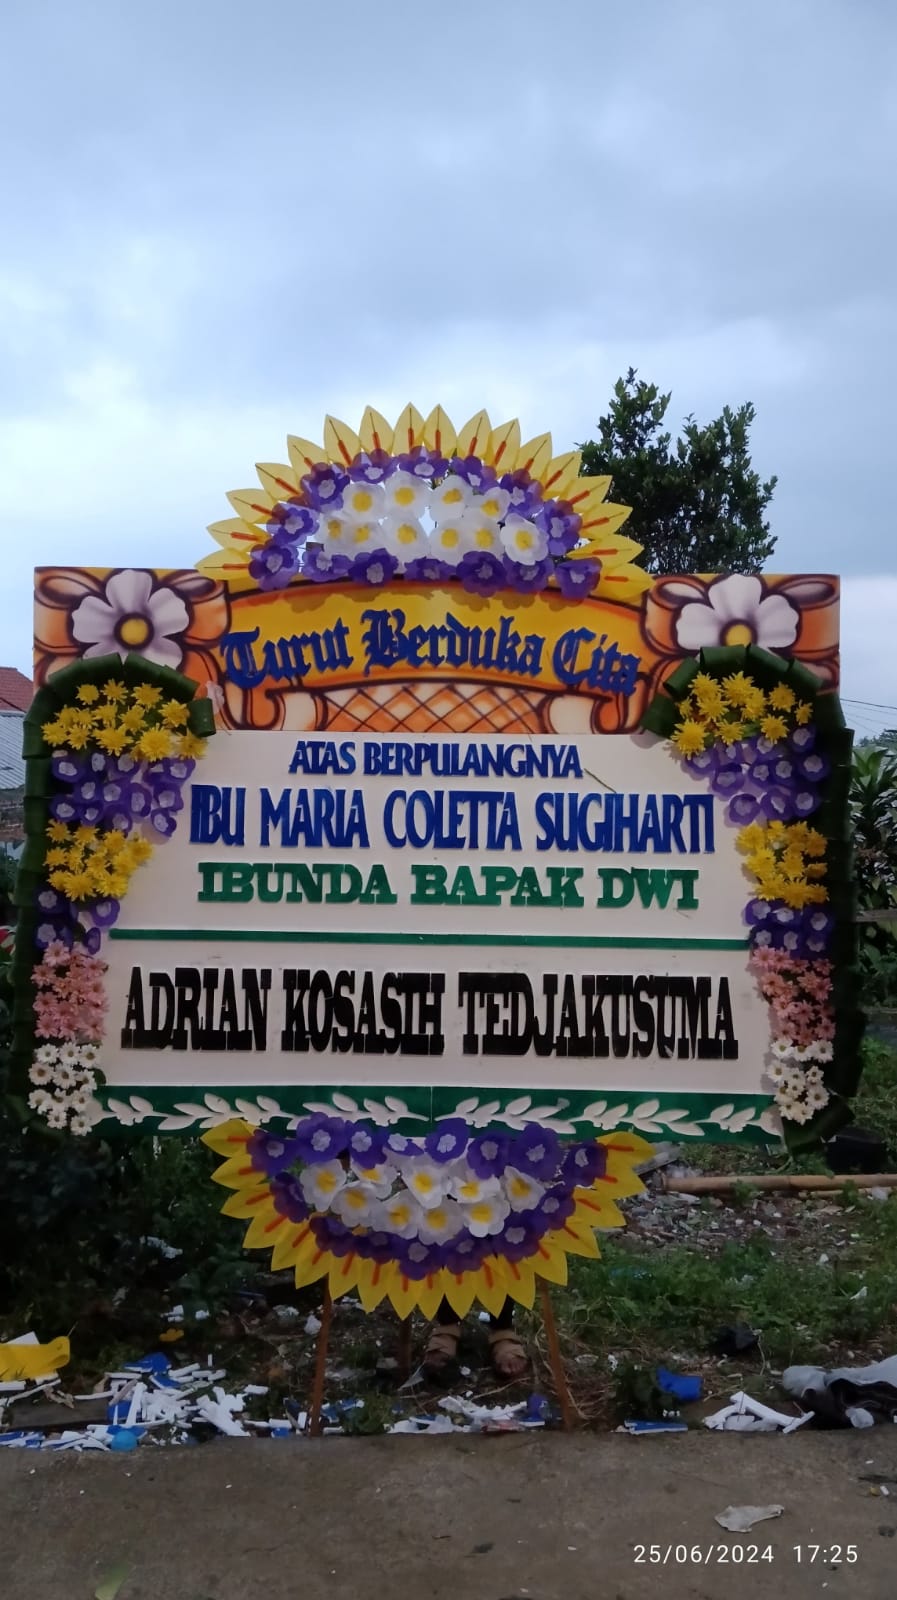 Turut Berduka Cita
ATAS BERPULANGNYA
IBU MARIA COLETTA SUGIHARTI
IBUNDA BAPAK DWI
ADRIAN KOSASIH TEDJAKUSUMA
25/06/2024 17:25